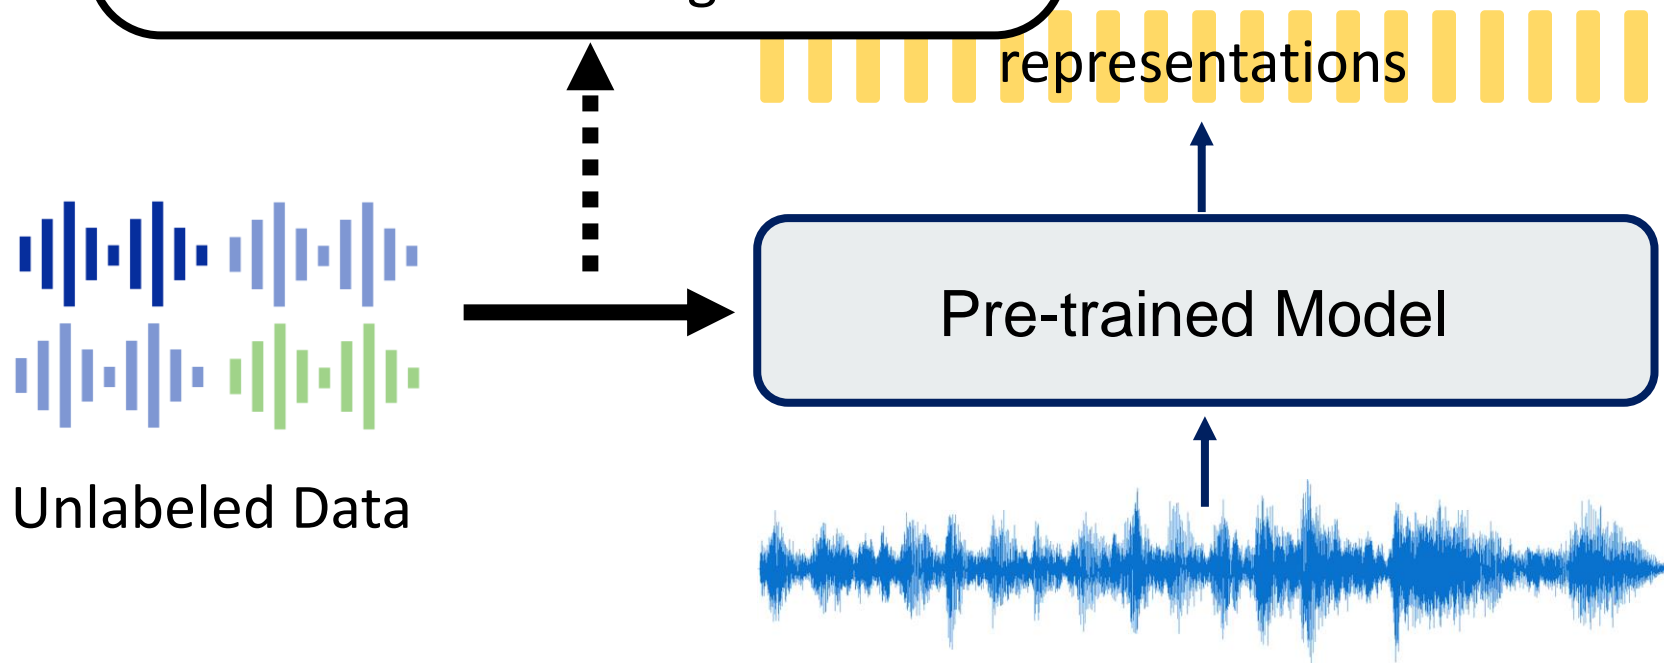 representations
Pre-trained Model
Unlabeled Data